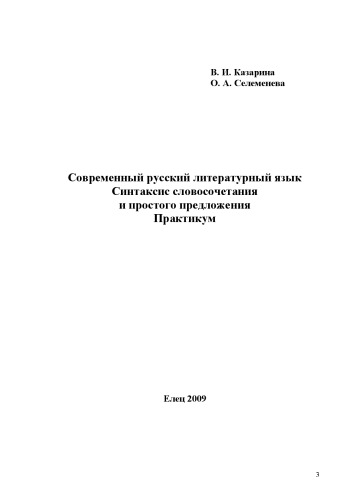 В. И. Казарина
О. А. Селеменева
Современный русский литературный язык
Синтаксис словосочетания
и простого предложения
Практикум
Елец 2009
3